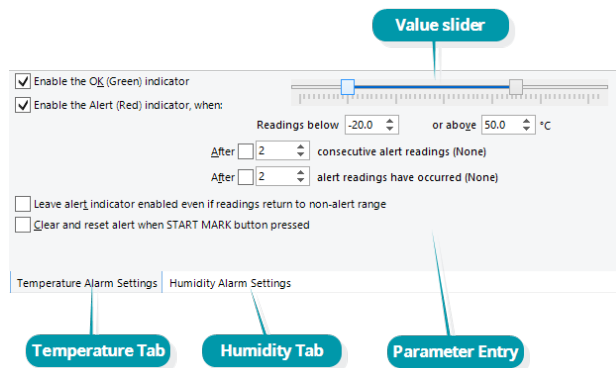 Value slider
Enable the OK (Green) indicator
Enable the Alert (Red) indicator, when:
Readings below -20.0 or above 50.0 °C
After 2 consecutive alert readings (None)
After 2 alert readings have occurred (None)
Leave alert indicator enabled even if readings return to non-alert range
Clear and reset alert when START MARK button pressed
Temperature Alarm Settings Humidity Alarm Settings
Temperature Tab Humidity Tab Parameter Entry